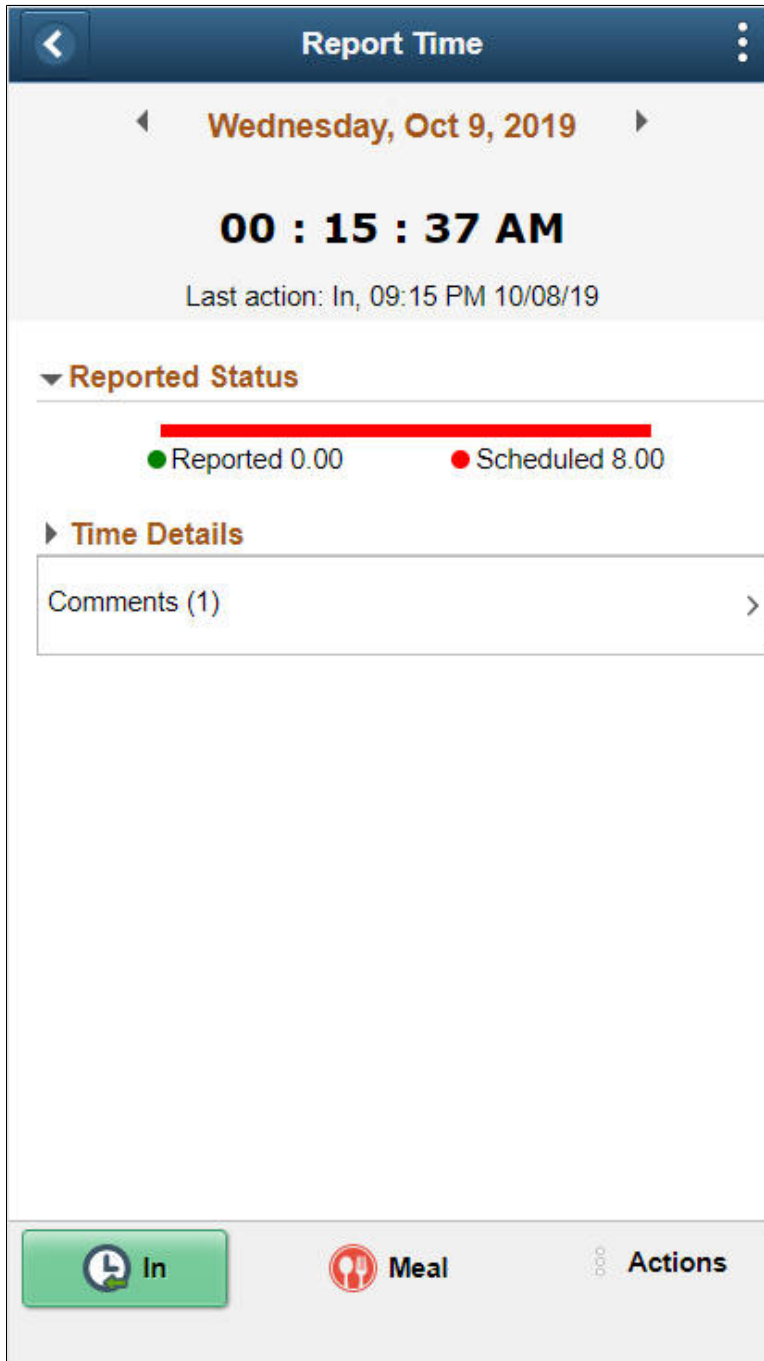 Report Time
Wednesday, Oct 9, 2019
00 : 15 : 37 AM
Last action: In, 09:15 PM 10/08/19
Reported Status
Reported 0.00 Scheduled 8.00
Time Details
Comments (1)
In Meal Actions